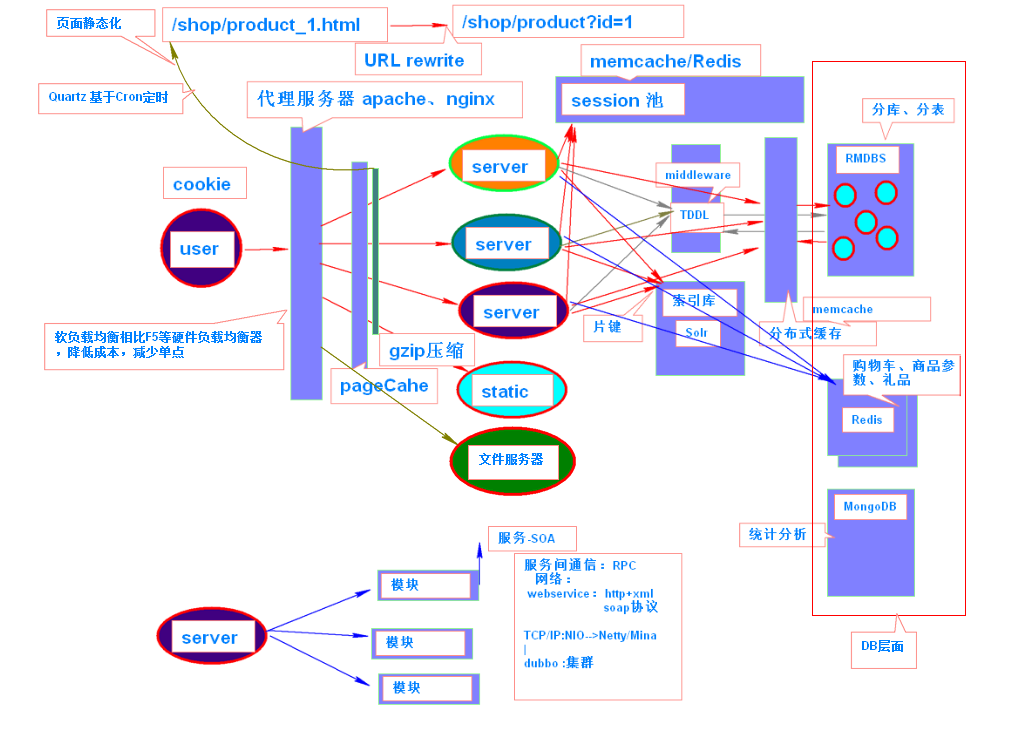 页面静态化
/shop/product_1.html
/shop/product?id=1
URL rewrite
memcache/Redis
Quartz 基于Cron定时
代理服务器 apache、nginx
session 池
分库、分表
cookie
server
middleware
RMDBS
user
server
TDDL
server
索引库
片键
Solr
memcache
分布式缓存
软负载均衡相比F5等硬件负载均衡器
，降低成本，减少单点
gzip压缩
pageCahe
static
购物车、商品参
数、礼品
Redis
文件服务器
MongoDB
统计分析
服务-SOA
模块
server
模块
模块
服务间通信：RPC
网络：
webservice：http+xml
soap协议
TCP/IP:NIO-->Netty/Mina
|
dubbo :集群
DB层面